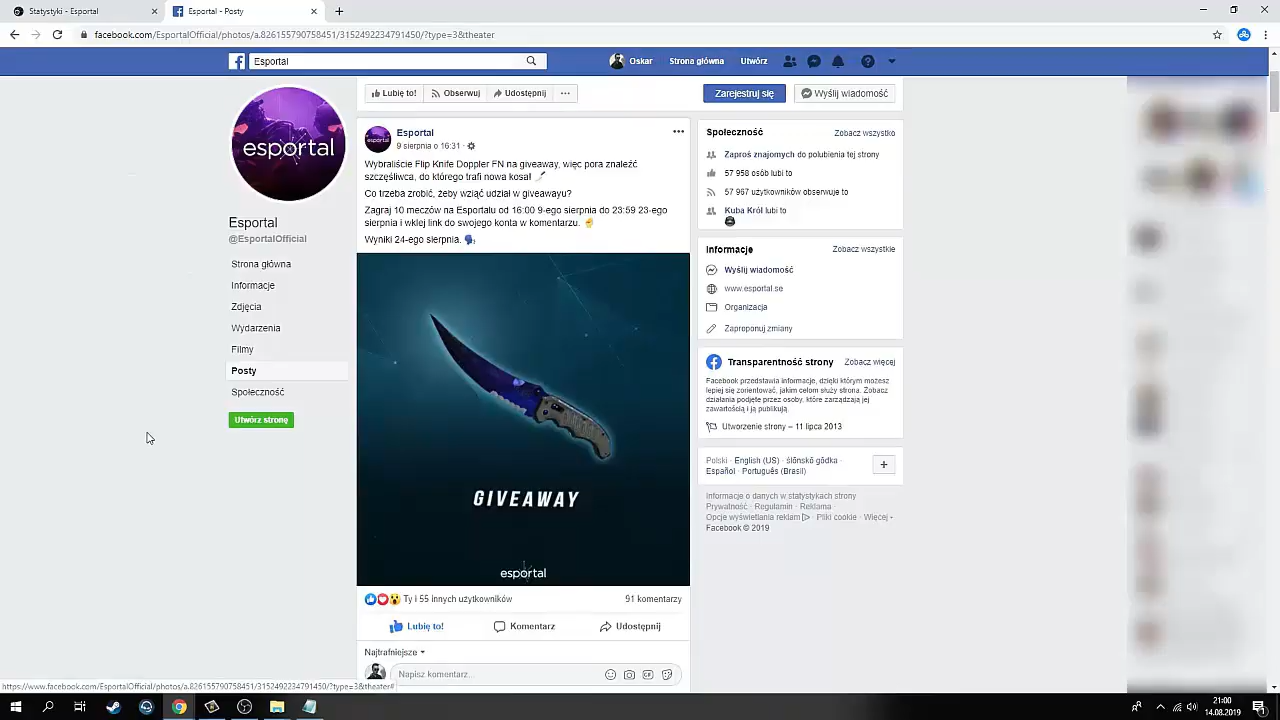 Statystyki - Esportal
Esportal - Posty
facebook.com/EsportalOfficial/photos/a.826155790758451/3152492234791450/?type=3&theater
Esportal
Oskar
Strona główna
Utwórz
esportal
Esportal
@EsportalOfficial
Strona główna
Informacje
Zdjęcia
Wydarzenia
Filmy
Posty
Społeczność
Utwórz stronę
Lubię to!
Obserwuj
Udostępnij
Zarejestruj się
Wyślij wiadomość
esportal
Esportal
9 sierpnia o 16:31
Wybraliście Flip Knife Doppler FN na giveaway, więc pora znaleźć
szczęśliwca, do którego trafi nowa kosa!
Co trzeba zrobić, żeby wziąć udział w giveawayu?
Zagraj 10 meczów na Esportalu od 16:00 9-ego sierpnia do 23:59 23-ego
sierpnia i wklej link do swojego konta w komentarzu.
Wyniki 24-ego sierpnia.
GIVEAWAY
esportal
Ty i 55 innych użytkowników
91 komentarzy
Lubię to!
Komentarz
Udostępnij
Najtrafniejsze
Napisz komentarz...
GIF
Społeczność
Zobacz wszystko
Zaproś znajomych do polubienia tej strony
57 958 osób lubi to
57 967 użytkowników obserwuje to
Kuba Król lubi to
Informacje
Zobacz wszystkie
Wyślij wiadomość
www.esportal.se
Organizacja
Zaproponuj zmiany
Transparentność strony
Zobacz więcej
Facebook przedstawia informacje, dzięki którym możesz
lepiej się zorientować, jakim celom służy strona. Zobacz
działania podjęte przez osoby, które zarządzają jej
zawartością i ją publikują.
Utworzenie strony – 11 lipca 2013
Polski · English (US) · ślōnskŏ gŏdka ·
Español · Português (Brasil)
Informacje o danych w statystykach strony
Prywatność · Regulamin · Reklama ·
Opcje wyświetlania reklam · Pliki cookie · Więcej
Facebook © 2019
https://www.facebook.com/EsportalOfficial/photos/a.826155790758451/3152492234791450/?type=3&theater#
21:00
14.08.2019